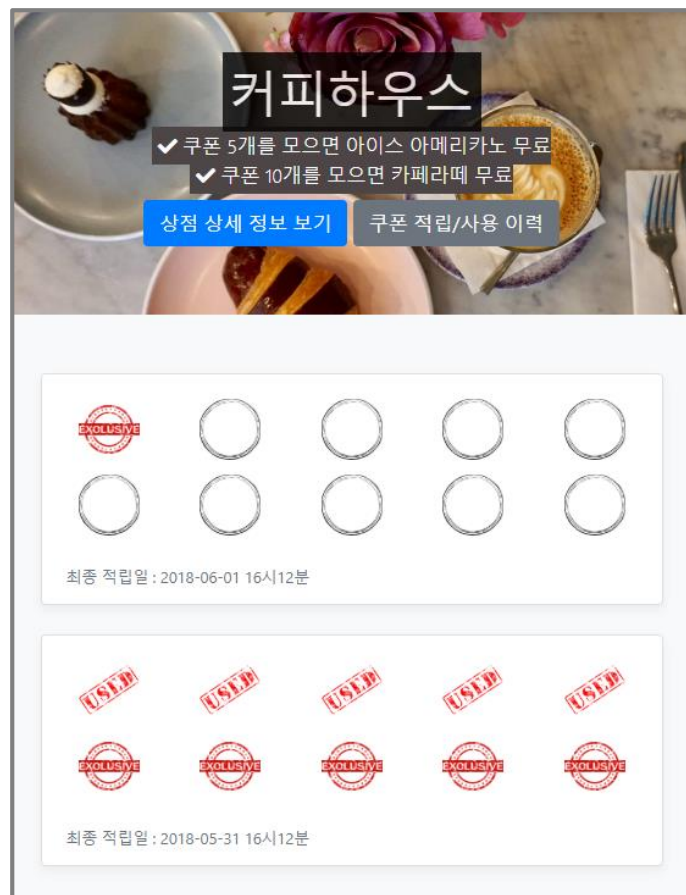 커피하우스
✔ 쿠폰 5개를 모으면 아이스 아메리카노 무료
✔ 쿠폰 10개를 모으면 카페라떼 무료
상점 상세 정보 보기 쿠폰 적립/사용 이력
EXCLUSIVE
최종 적립일 : 2018-06-01 16시12분
USED USED USED USED USED
EXCLUSIVE EXCLUSIVE EXCLUSIVE EXCLUSIVE EXCLUSIVE
최종 적립일 : 2018-05-31 16시12분